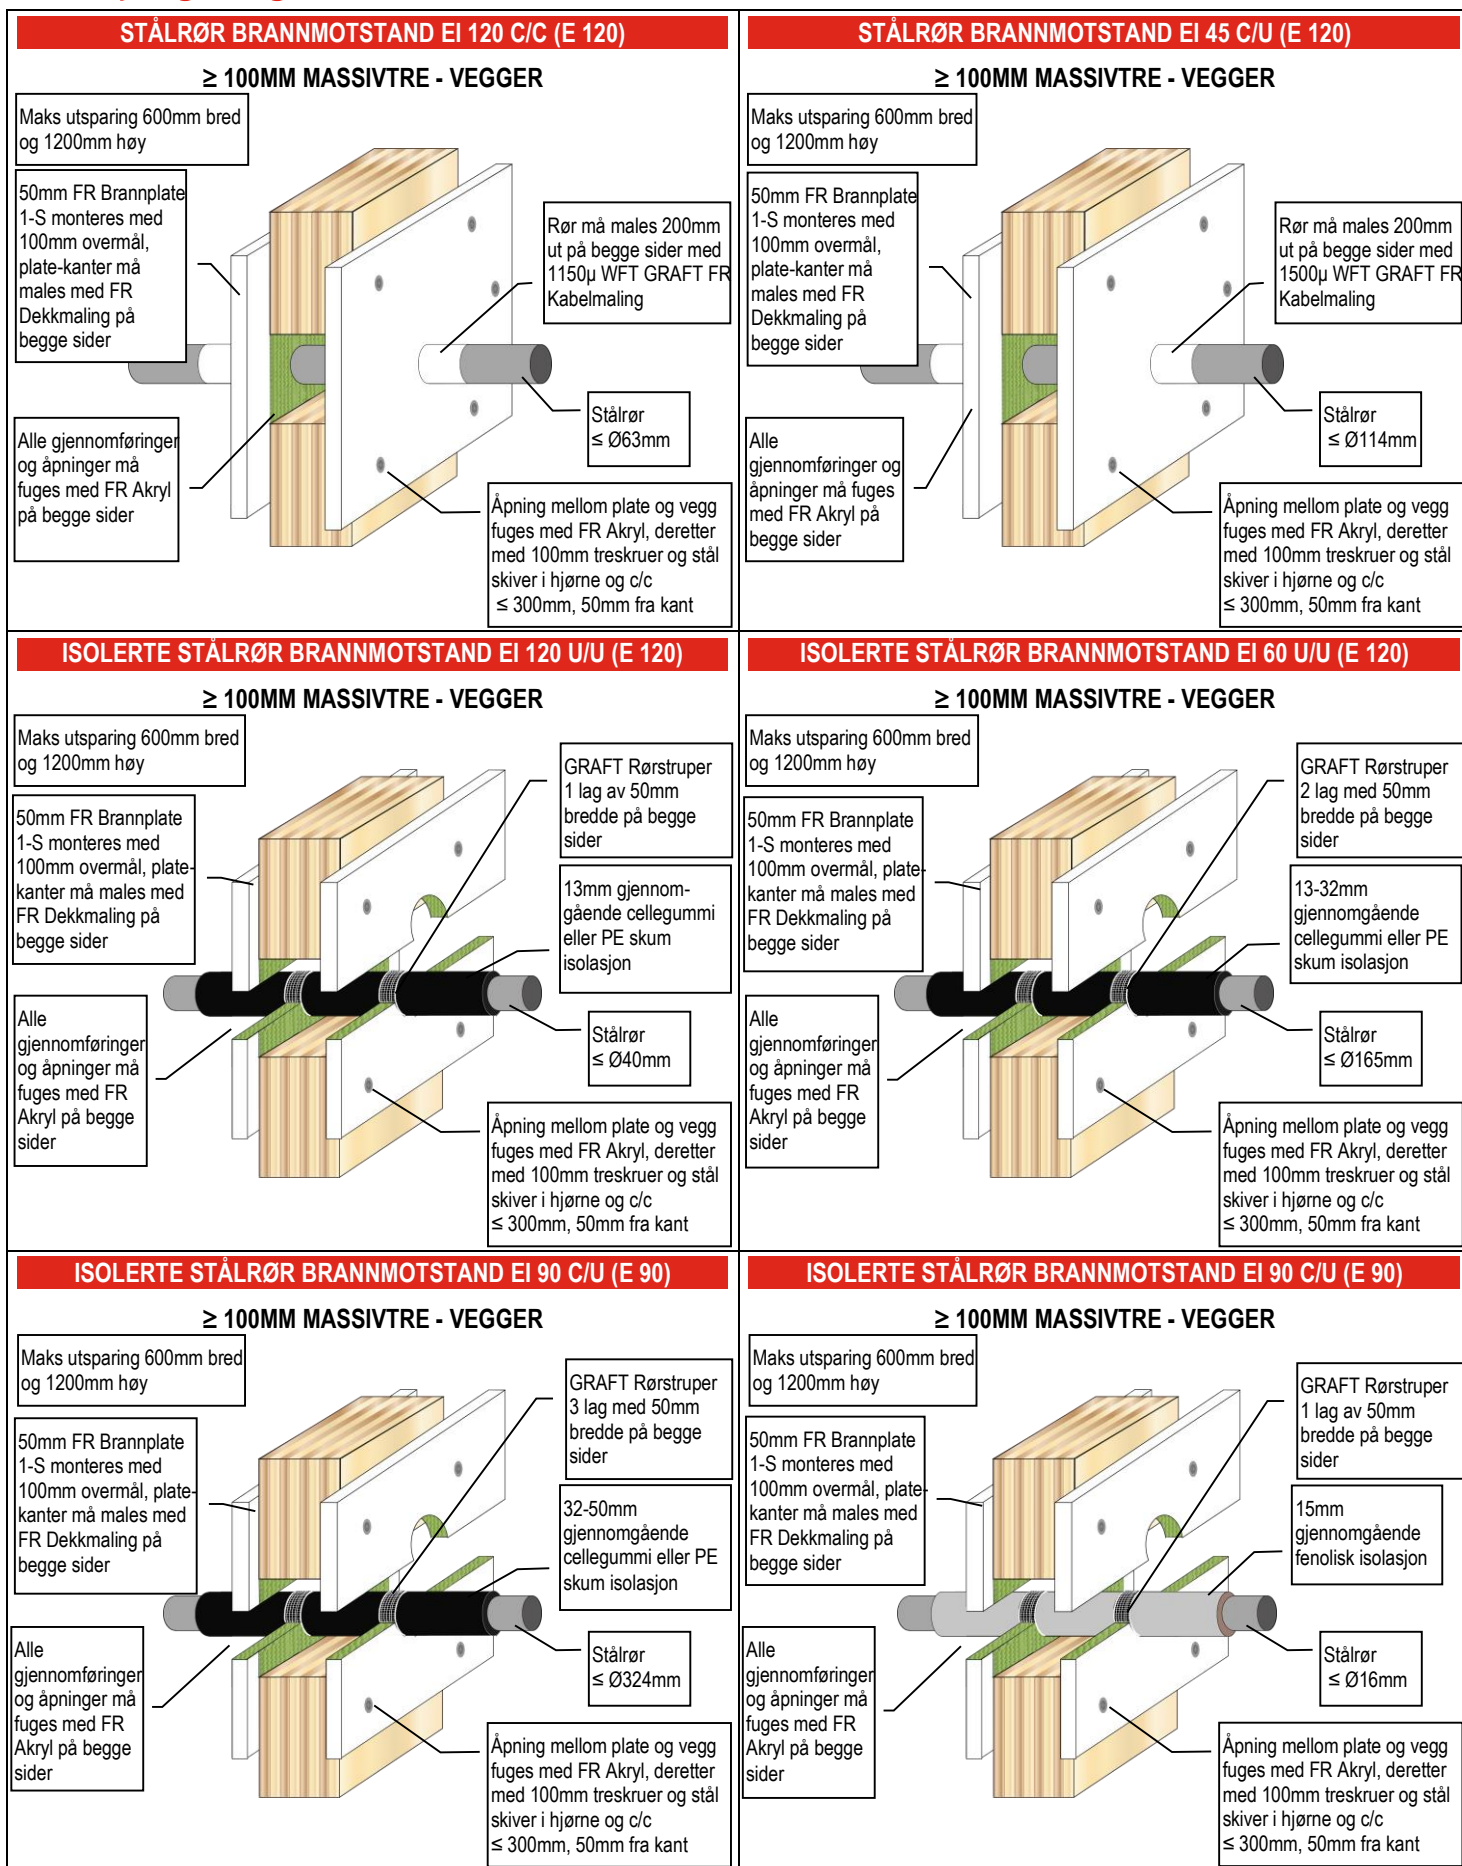 STÅLRØR BRANNMOTSTAND EI 120 C/C (E 120)
≥ 100MM MASSIVTRE - VEGGER
Maks utsparing 600mm bred
og 1200mm høy
50mm FR Brannplate
1-S monteres med
100mm overmål,
plate-kanter må
males med FR
Dekkmaling på
begge sider
Rør må males 200mm
ut på begge sider med
1150µ WFT GRAFT FR
Kabelmaling
Stålrør
≤ Ø63mm
Alle gjennomføringer
og åpninger må
fuges med FR Akryl
på begge sider
Åpning mellom plate og vegg
fuges med FR Akryl, deretter
med 100mm treskruer og stål
skiver i hjørne og c/c
≤ 300mm, 50mm fra kant
STÅLRØR BRANNMOTSTAND EI 45 C/U (E 120)
≥ 100MM MASSIVTRE - VEGGER
Maks utsparing 600mm bred
og 1200mm høy
50mm FR Brannplate
1-S monteres med
100mm overmål,
plate-kanter må
males med FR
Dekkmaling på
begge sider
Rør må males 200mm
ut på begge sider med
1500µ WFT GRAFT FR
Kabelmaling
Stålrør
≤ Ø114mm
Alle
gjennomføringer og
åpninger må fuges
med FR Akryl på
begge sider
Åpning mellom plate og vegg
fuges med FR Akryl, deretter
med 100mm treskruer og stål
skiver i hjørne og c/c
≤ 300mm, 50mm fra kant
ISOLERTE STÅLRØR BRANNMOTSTAND EI 120 U/U (E 120)
≥ 100MM MASSIVTRE - VEGGER
Maks utsparing 600mm bred
og 1200mm høy
50mm FR Brannplate
1-S monteres med
100mm overmål, plate-
kanter må males med
FR Dekkmaling på
begge sider
GRAFT Rørstruper
1 lag av 50mm
bredde på begge
sider
13mm gjennom-
gående cellegummi
eller PE skum
isolasjon
Stålrør
≤ Ø40mm
Alle
gjennomføringer
og åpninger må
fuges med FR
Akryl på begge
sider
Åpning mellom plate og vegg
fuges med FR Akryl, deretter
med 100mm treskruer og stål
skiver i hjørne og c/c
≤ 300mm, 50mm fra kant
ISOLERTE STÅLRØR BRANNMOTSTAND EI 60 U/U (E 120)
≥ 100MM MASSIVTRE - VEGGER
Maks utsparing 600mm bred
og 1200mm høy
50mm FR Brannplate
1-S monteres med
100mm overmål, plate-
kanter må males med
FR Dekkmaling på
begge sider
GRAFT Rørstruper
2 lag med 50mm
bredde på begge
sider
13-32mm
gjennomgående
cellegummi eller PE
skum isolasjon
Stålrør
≤ Ø165mm
Alle
gjennomføringer
og åpninger må
fuges med FR
Akryl på begge
sider
Åpning mellom plate og vegg
fuges med FR Akryl, deretter
med 100mm treskruer og stål
skiver i hjørne og c/c
≤ 300mm, 50mm fra kant
ISOLERTE STÅLRØR BRANNMOTSTAND EI 90 C/U (E 90)
≥ 100MM MASSIVTRE - VEGGER
Maks utsparing 600mm bred
og 1200mm høy
50mm FR Brannplate
1-S monteres med
100mm overmål, plate-
kanter må males med
FR Dekkmaling på
begge sider
GRAFT Rørstruper
3 lag med 50mm
bredde på begge
sider
32-50mm
gjennomgående
cellegummi eller PE
skum isolasjon
Stålrør
≤ Ø324mm
Alle
gjennomføringer
og åpninger må
fuges med FR
Akryl på begge
sider
Åpning mellom plate og vegg
fuges med FR Akryl, deretter
med 100mm treskruer og stål
skiver i hjørne og c/c
≤ 300mm, 50mm fra kant
ISOLERTE STÅLRØR BRANNMOTSTAND EI 90 C/U (E 90)
≥ 100MM MASSIVTRE - VEGGER
Maks utsparing 600mm bred
og 1200mm høy
50mm FR Brannplate
1-S monteres med
100mm overmål, plate-
kanter må males med
FR Dekkmaling på
begge sider
GRAFT Rørstruper
1 lag av 50mm
bredde på begge
sider
15mm
gjennomgående
fenolisk isolasjon
Stålrør
≤ Ø16mm
Alle
gjennomføringer
og åpninger må
fuges med FR
Akryl på begge
sider
Åpning mellom plate og vegg
fuges med FR Akryl, deretter
med 100mm treskruer og stål
skiver i hjørne og c/c
≤ 300mm, 50mm fra kant